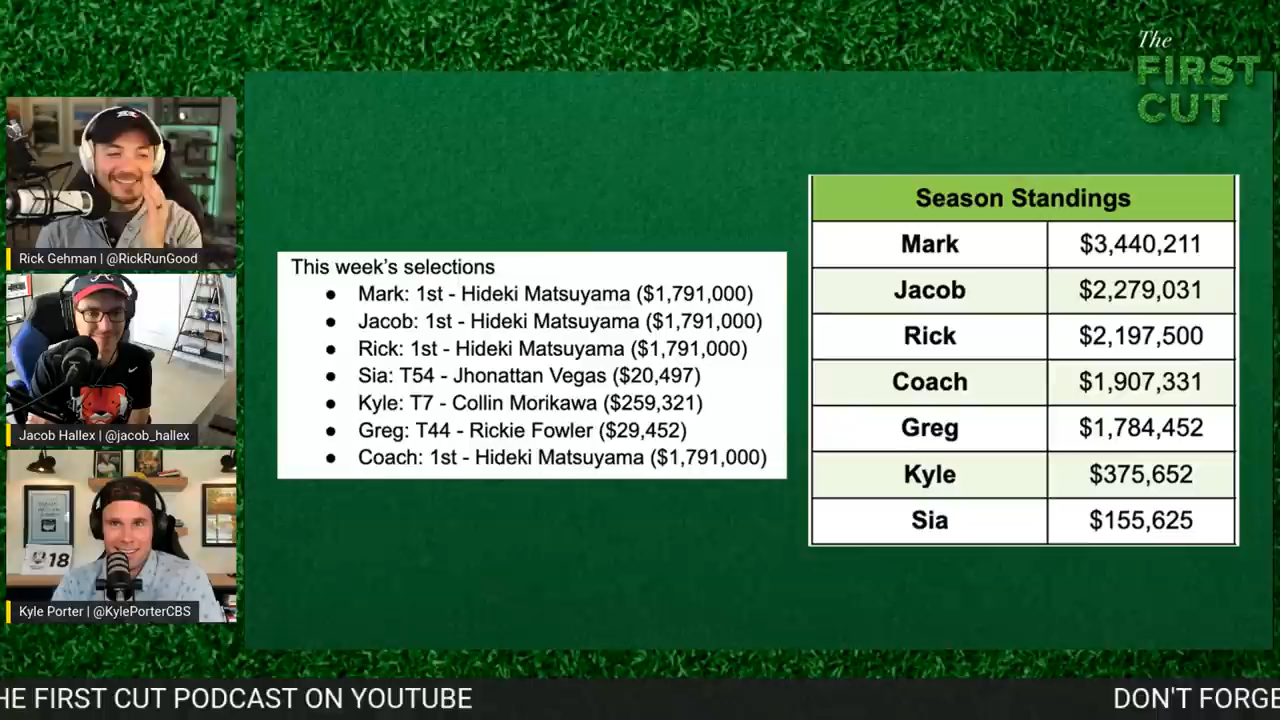 The
FIRST
CUT
Rick Gehman | @RickRunGood
Jacob Hallex | @jacob_hallex
18
Kyle Porter | @KylePorterCBS
This week's selections
• Mark: 1st - Hideki Matsuyama ($1,791,000)
• Jacob: 1st - Hideki Matsuyama ($1,791,000)
• Rick: 1st - Hideki Matsuyama ($1,791,000)
• Sia: T54 - Jhonattan Vegas ($20,497)
• Kyle: T7 - Collin Morikawa ($259,321)
• Greg: T44 - Rickie Fowler ($29,452)
• Coach: 1st - Hideki Matsuyama ($1,791,000)
Season Standings
Mark $3,440,211
Jacob $2,279,031
Rick $2,197,500
Coach $1,907,331
Greg $1,784,452
Kyle $375,652
Sia $155,625
HE FIRST CUT PODCAST ON YOUTUBE DON'T FORGE